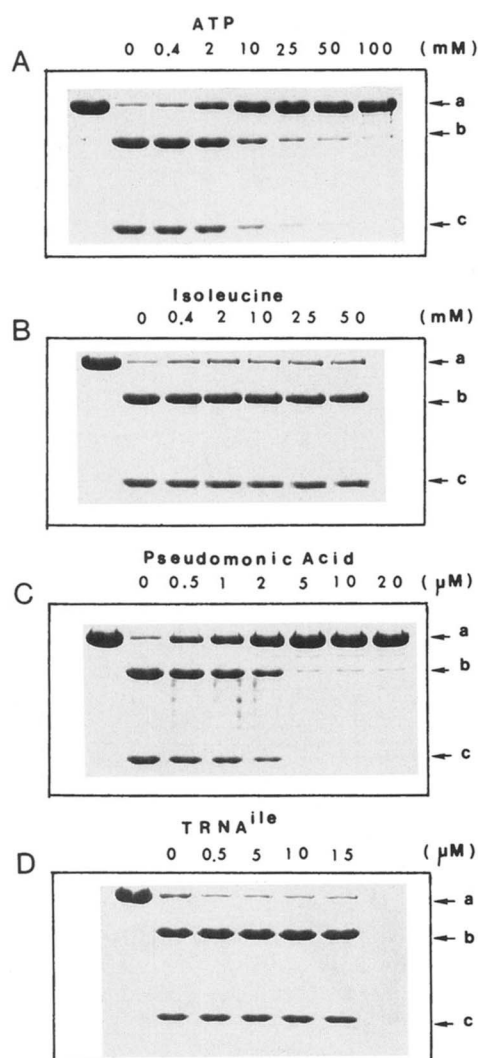 ATP
A
0 0.4 2 10 25 50 100 (mM)
a
b
c
Isoleucine
B
0 0.4 2 10 25 50 (mM)
a
b
c
Pseudomonic Acid
C
0 0.5 1 2 5 10 20 (μM)
a
b
c
TRNAile
D
0 0.5 5 10 15 (μM)
a
b
c